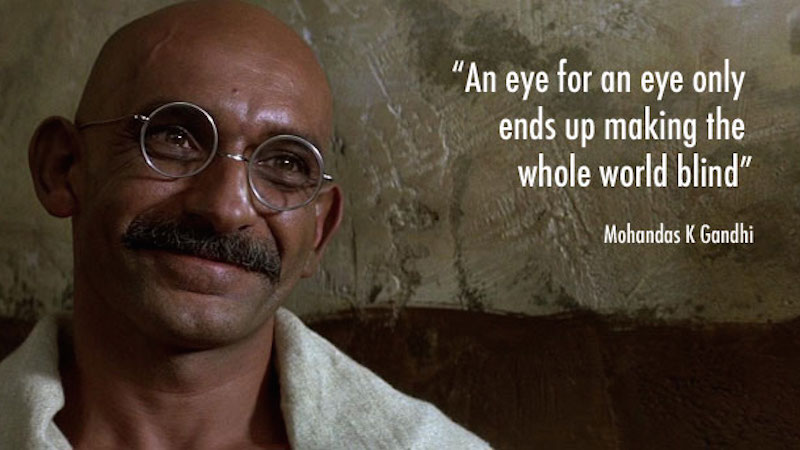 “An eye for an eye only
ends up making the
whole world blind”
Mohandas K Gandhi